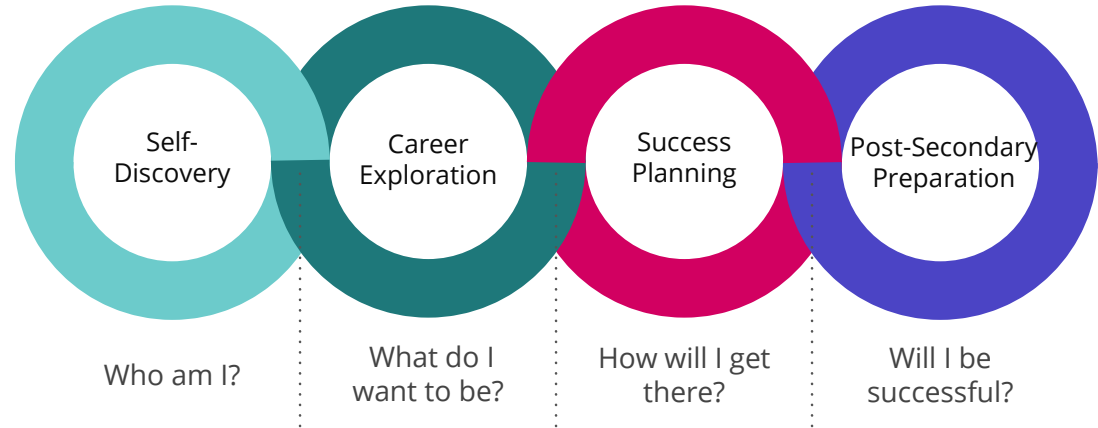 Self-
Discovery
Career
Exploration
Success
Planning
Post-Secondary
Preparation
Who am I?
What do I
want to be?
How will I get
there?
Will I be
successful?